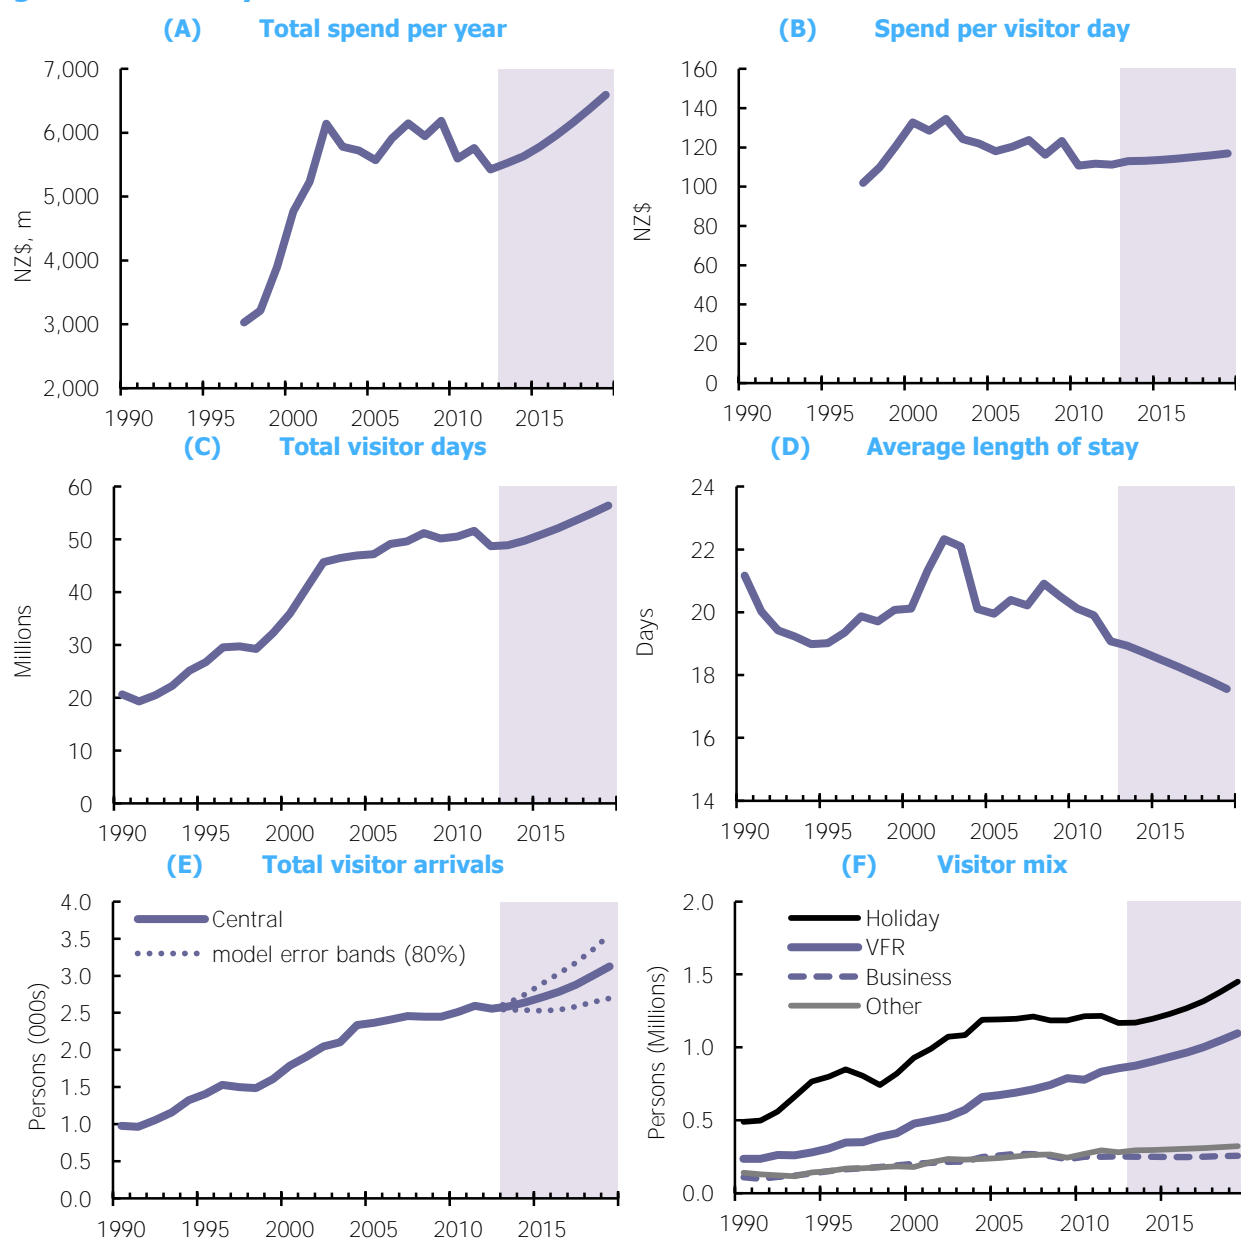 (A) Total spend per year
7,000
6,000
5,000
4,000
3,000
2,000
NZ$, m
1990 1995 2000 2005 2010 2015
(B) Spend per visitor day
160
140
120
100
80
60
40
20
0
NZ$
1990 1995 2000 2005 2010 2015
(C) Total visitor days
60
50
40
30
20
10
0
Millions
1990 1995 2000 2005 2010 2015
(D) Average length of stay
24
22
20
18
16
14
Days
1990 1995 2000 2005 2010 2015
(E) Total visitor arrivals
4.0
3.5
3.0
2.5
2.0
1.5
1.0
0.5
0.0
Persons (000s)
Central
model error bands (80%)
1990 1995 2000 2005 2010 2015
(F) Visitor mix
2.0
1.5
1.0
0.5
0.0
Persons (Millions)
Holiday
VFR
Business
Other
1990 1995 2000 2005 2010 2015